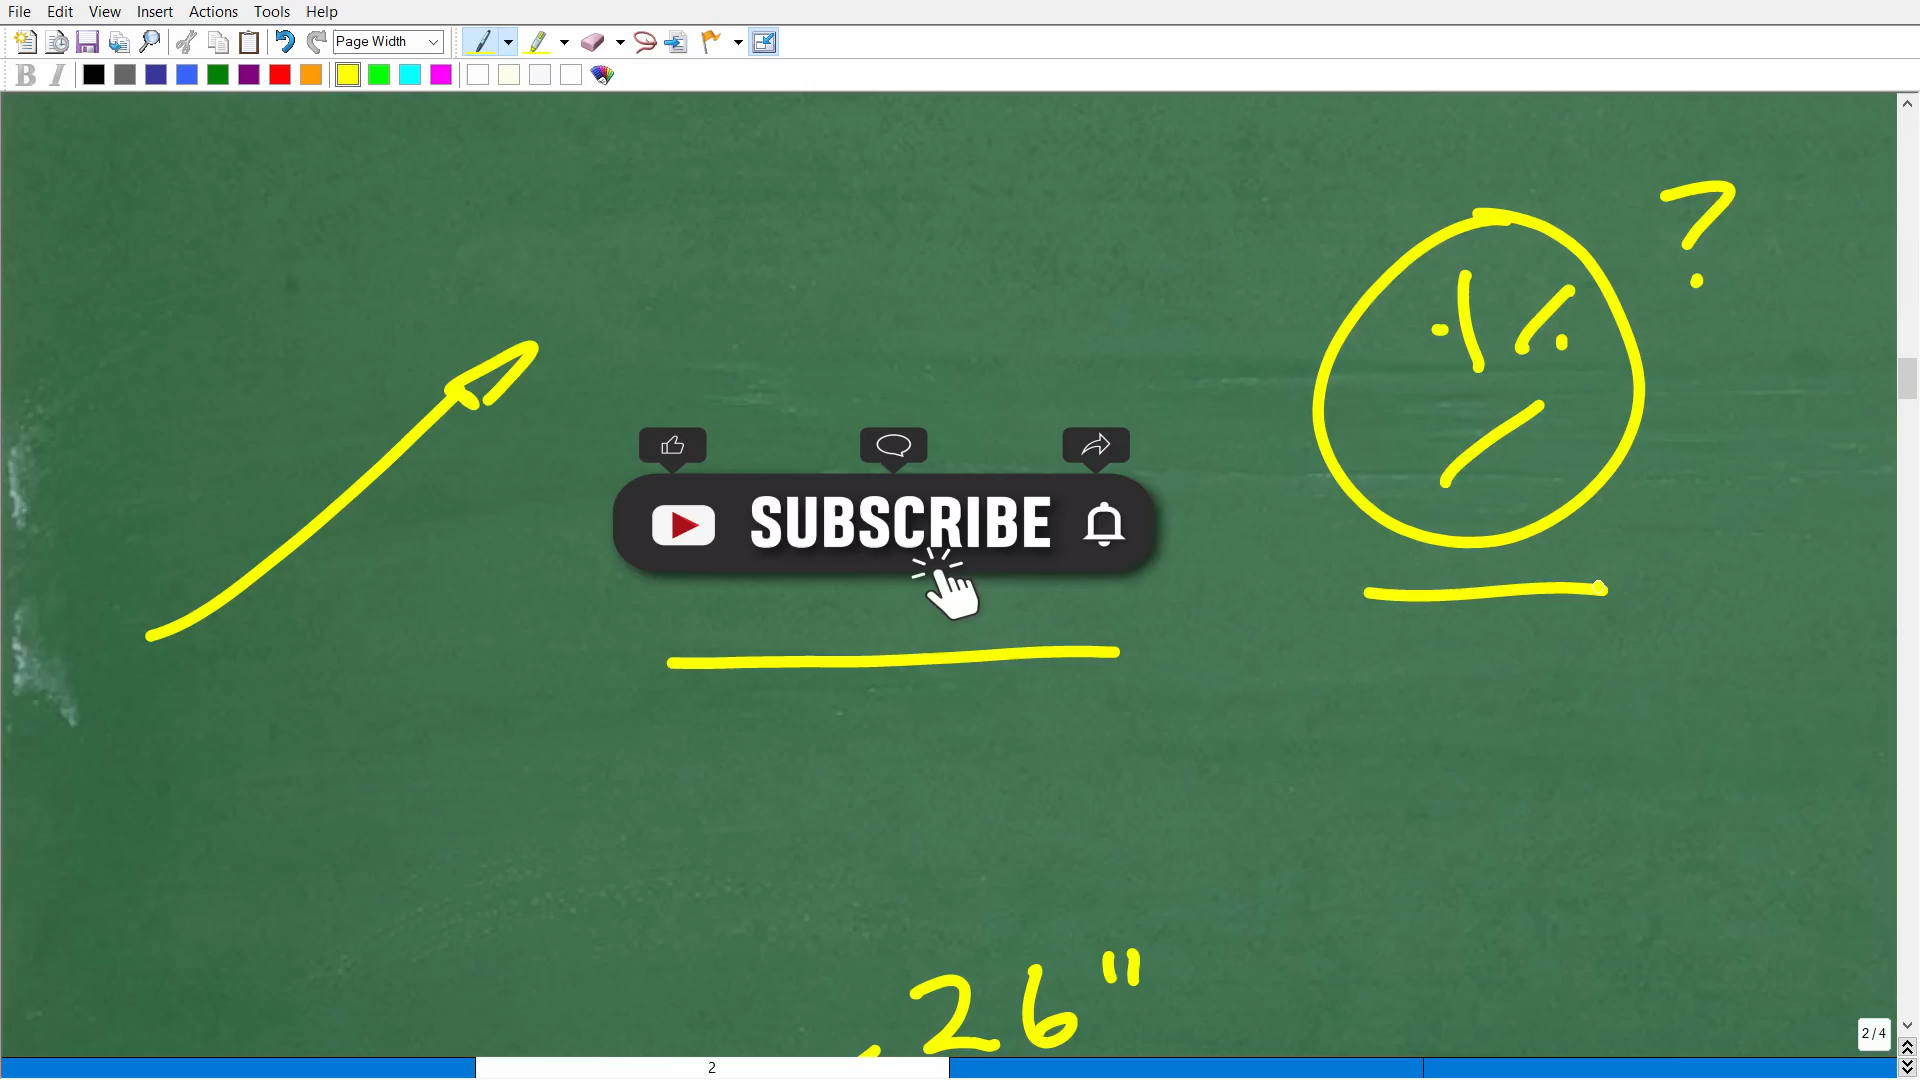 File Edit View Insert Actions Tools Help
Page Width
B I
?
SUBSCRIBE
26"
2 / 4
2